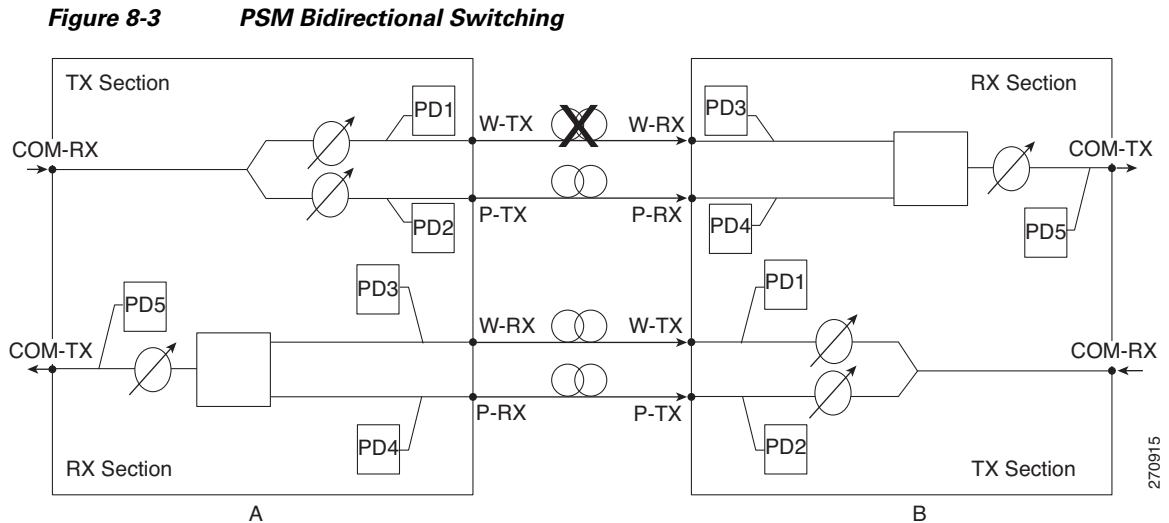 Figure 8-3 PSM Bidirectional Switching
TX Section
RX Section
PD1
W-TX
W-RX
PD3
COM-RX
COM-TX
P-TX
P-RX
PD2
PD4
PD5
PD3
PD1
PD5
W-RX
W-TX
COM-TX
COM-RX
P-RX
P-TX
PD4
PD2
RX Section
TX Section
270915
A
B